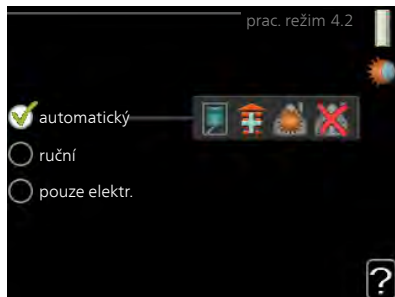 prac. režim 4.2
automatický
ruční
pouze elektr.
?